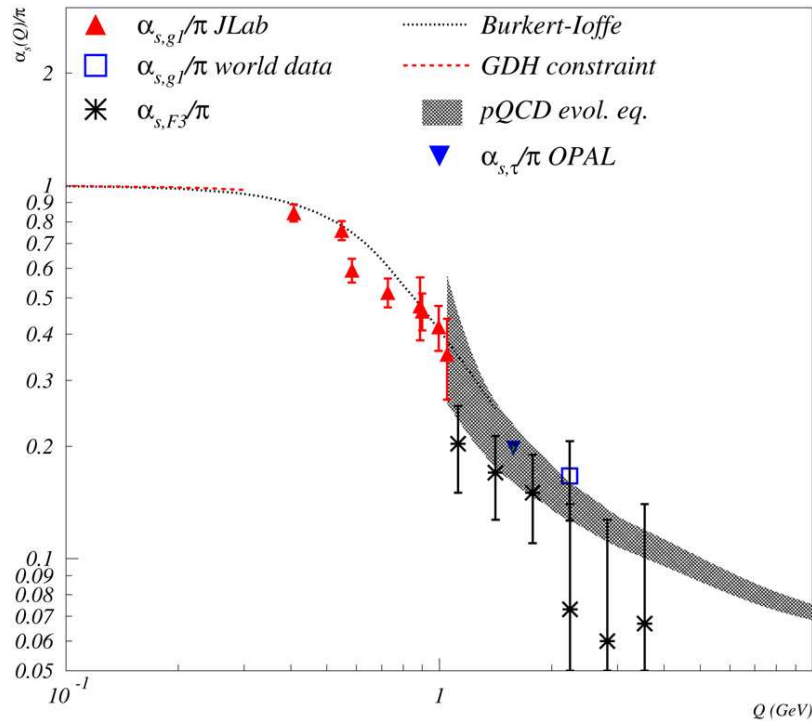 αₛ(Q)/π
α_{s,g1}/π JLab
α_{s,g1}/π world data
α_{s,F3}/π
Burkert-Ioffe
GDH constraint
pQCD evol. eq.
α_{s,τ}/π OPAL
2
1
0.9
0.8
0.7
0.6
0.5
0.4
0.3
0.2
0.1
0.09
0.08
0.07
0.06
0.05
10⁻¹
1
Q (GeV)